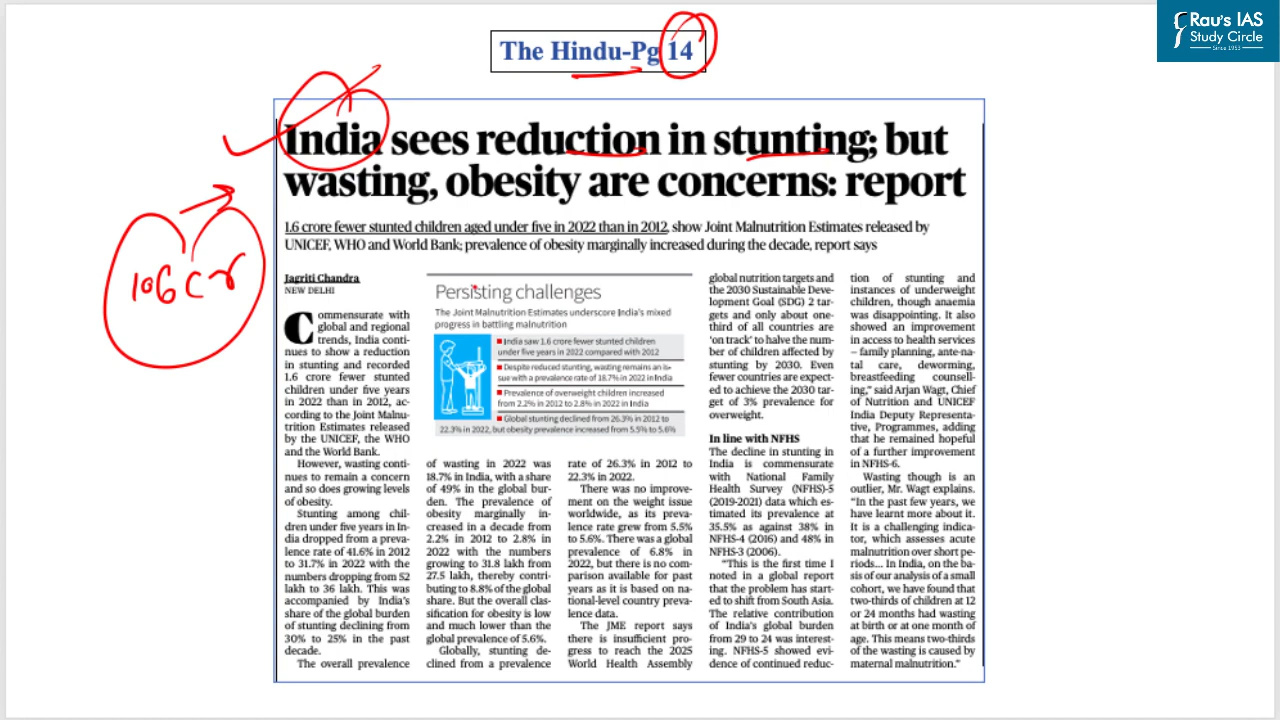 The Hindu-Pg 14
Rau's IAS
Study Circle
Since 1953
India sees reduction in stunting; but
wasting, obesity are concerns: report
1.6 crore fewer stunted children aged under five in 2022 than in 2012, show Joint Malnutrition Estimates released by
UNICEF, WHO and World Bank; prevalence of obesity marginally increased during the decade, report says
106 Cr
Jagriti Chandra
NEW DELHI
Commensurate with
global and regional
trends, India conti-
nues to show a reduction
in stunting and recorded
1.6 crore fewer stunted
children under five years
in 2022 than in 2012, ac-
cording to the Joint Malnu-
trition Estimates released
by the UNICEF, the WHO
and the World Bank.
However, wasting conti-
nues to remain a concern
and so does growing levels
of obesity.
Stunting among chil-
dren under five years in In-
dia dropped from a preva-
lence rate of 41.6% in 2012
to 31.7% in 2022 with the
numbers dropping from 52
lakh to 36 lakh. This was
accompanied by India's
share of the global burden
of stunting declining from
30% to 25% in the past
decade.
The overall prevalence
Persisting challenges
The Joint Malnutrition Estimates underscore India's mixed
progress in battling malnutrition
India saw 1.6 crore fewer stunted children
under five years in 2022 compared with 2012
Despite reduced stunting, wasting remains an is-
sue with a prevalence rate of 18.7% in 2022 in India
Prevalence of overweight children increased
from 2.2% in 2012 to 2.8% in 2022 in India
Global stunting declined from 26.3% in 2012 to
22.3% in 2022, but obesity prevalence increased from 5.5% to 5.6%
of wasting in 2022 was
18.7% in India, with a share
of 49% in the global bur-
den. The prevalence of
obesity marginally in-
creased in a decade from
2.2% in 2012 to 2.8% in
2022 with the numbers
growing to 31.8 lakh from
27.5 lakh, thereby contri-
buting to 8.8% of the global
share. But the overall clas-
sification for obesity is low
and much lower than the
global prevalence of 5.6%.
Globally, stunting de-
clined from a prevalence
rate of 26.3% in 2012 to
22.3% in 2022.
There was no improve-
ment on the weight issue
worldwide, as its preva-
lence rate grew from 5.5%
to 5.6%. There was a global
prevalence of 6.8% in
2022, but there is no com-
parison available for past
years as it is based on na-
tional-level country preva-
lence data.
The JME report says
there is insufficient pro-
gress to reach the 2025
World Health Assembly
global nutrition targets and
the 2030 Sustainable Deve-
lopment Goal (SDG) 2 tar-
gets and only about one-
third of all countries are
'on track' to halve the num-
ber of children affected by
stunting by 2030. Even
fewer countries are expect-
ed to achieve the 2030 tar-
get of 3% prevalence for
overweight.
In line with NFHS
The decline in stunting in
India is commensurate
with National Family
Health Survey (NFHS)-5
(2019-2021) data which es-
timated its prevalence at
35.5% as against 38% in
NFHS-4 (2016) and 48% in
NFHS-3 (2006).
"This is the first time I
noted in a global report
that the problem has start-
ed to shift from South Asia.
The relative contribution
of India's global burden
from 29 to 24 was interest-
ing. NFHS-5 showed evi-
dence of continued reduc-
tion of stunting and
instances of underweight
children, though anaemia
was disappointing. It also
showed an improvement
in access to health services
– family planning, ante-na-
tal care, deworming,
breastfeeding counsell-
ing," said Arjan Wagt, Chief
of Nutrition and UNICEF
India Deputy Representa-
tive, Programmes, adding
that he remained hopeful
of a further improvement
in NFHS-6.
Wasting though is an
outlier, Mr. Wagt explains.
"In the past few years, we
have learnt more about it.
It is a challenging indica-
tor, which assesses acute
malnutrition over short pe-
riods... In India, on the ba-
sis of our analysis of a small
cohort, we have found that
two-thirds of children at 12
or 24 months had wasting
at birth or at one month of
age. This means two-thirds
of the wasting is caused by
maternal malnutrition."